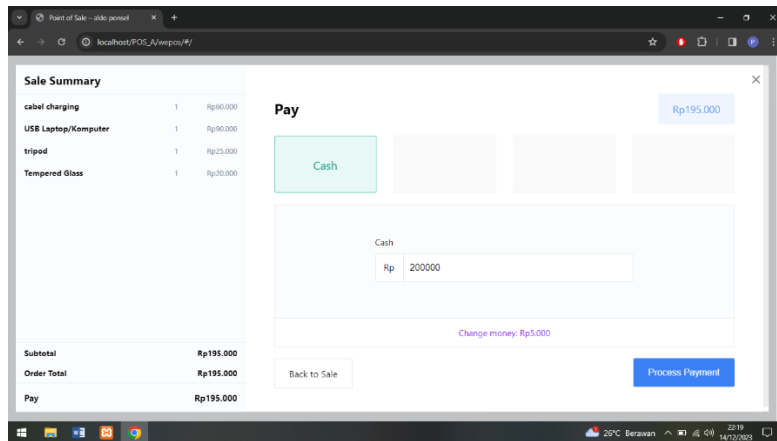 Point of Sale – aldo ponsel
localhost/POS_A/wepos/#/
Sale Summary
cabel charging 1 Rp60.000
USB Laptop/Komputer 1 Rp90.000
tripod 1 Rp25.000
Tempered Glass 1 Rp20.000
Subtotal Rp195.000
Order Total Rp195.000
Pay Rp195.000
Pay Rp195.000
Cash
Cash
Rp 200000
Change money: Rp5.000
Back to Sale Process Payment
26°C Berawan 22:19
14/12/2023